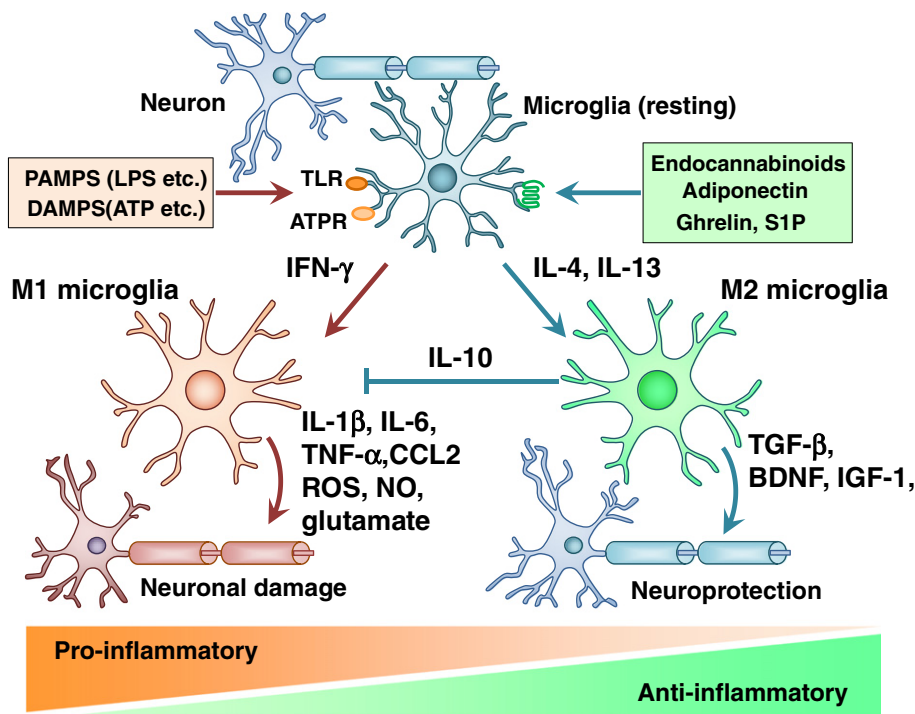 Neuron
Microglia (resting)
PAMPS (LPS etc.)
DAMPS(ATP etc.)
TLR
ATPR
Endocannabinoids
Adiponectin
Ghrelin, S1P
IFN-γ
IL-4, IL-13
M1 microglia
M2 microglia
IL-10
IL-1β, IL-6,
TNF-α,CCL2
ROS, NO,
glutamate
TGF-β,
BDNF, IGF-1,
Neuronal damage
Neuroprotection
Pro-inflammatory
Anti-inflammatory